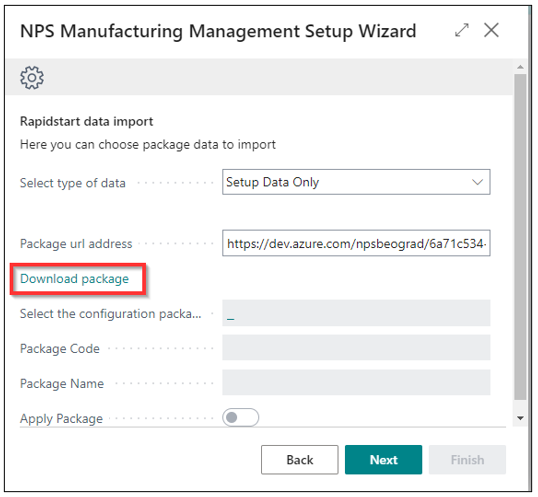 NPS Manufacturing Management Setup Wizard
Rapidstart data import
Here you can choose package data to import
Select type of data Setup Data Only
Package url address https://dev.azure.com/npsbeograd/6a71c534-
Download package
Select the configuration packa... _
Package Code
Package Name
Apply Package
Back Next Finish